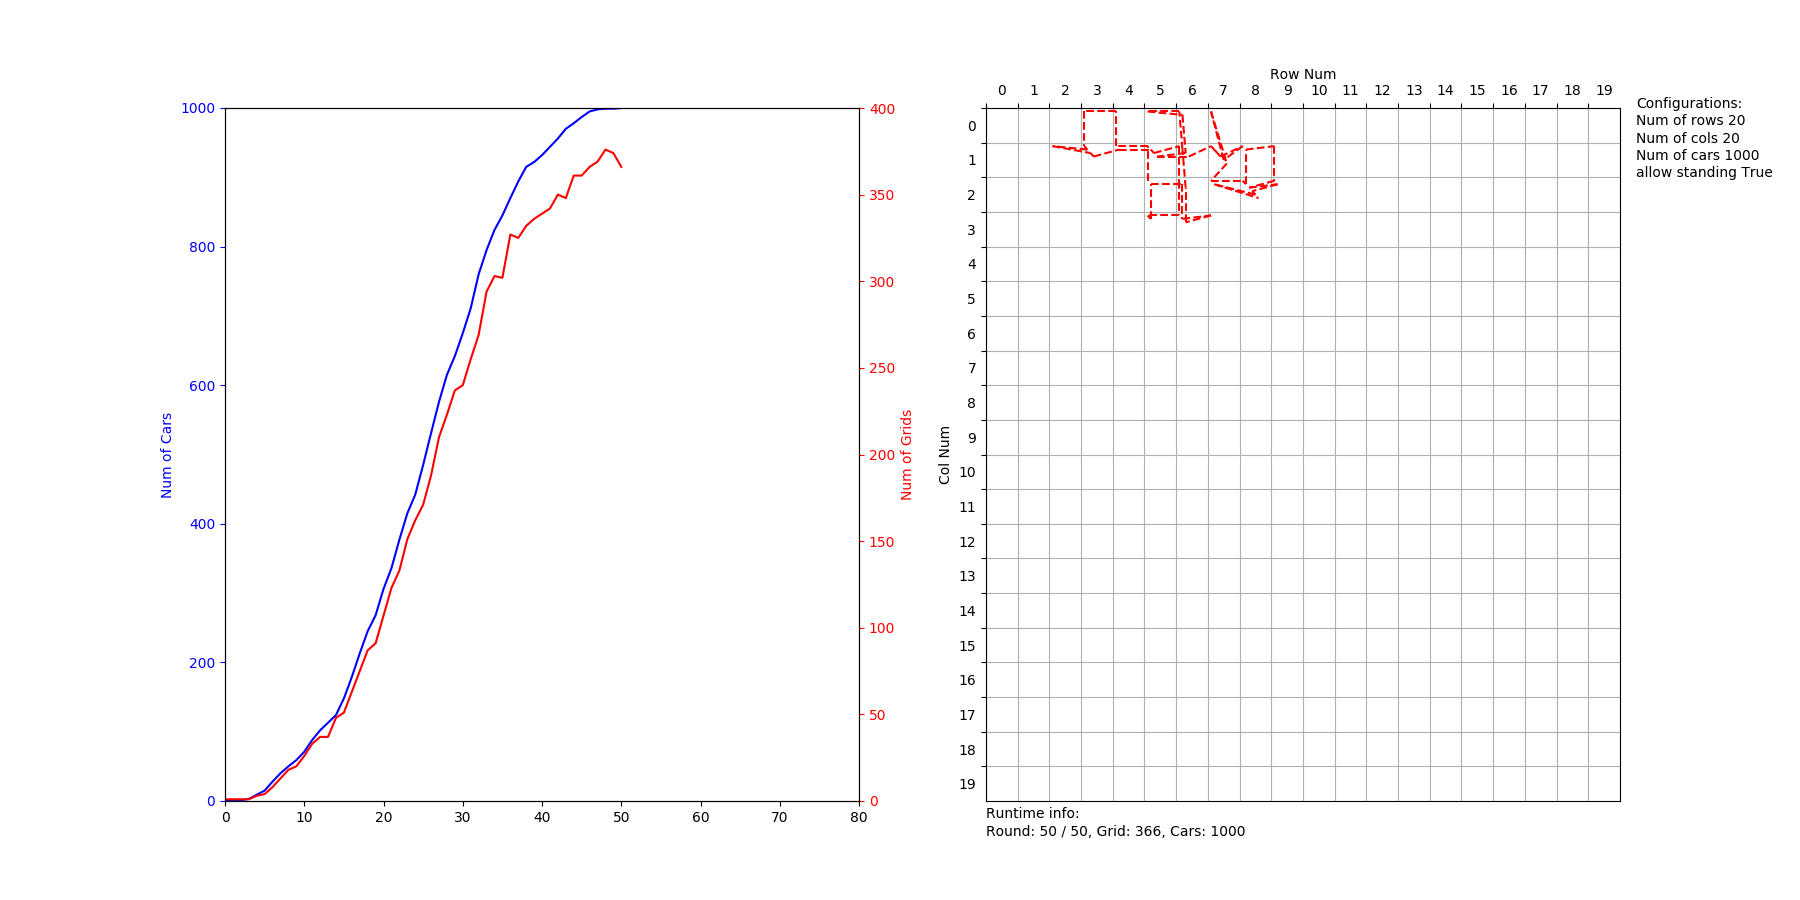 Row Num
0 1 2 3 4 5 6 7 8 9 10 11 12 13 14 15 16 17 18 19
1000
800
600
400
200
0
Num of Cars
0 10 20 30 40 50 60 70 80
400
350
300
250
200
150
100
50
0
Num of Grids
Col Num
0
1
2
3
4
5
6
7
8
9
10
11
12
13
14
15
16
17
18
19
Configurations:
Num of rows 20
Num of cols 20
Num of cars 1000
allow standing True
Runtime info:
Round: 50 / 50, Grid: 366, Cars: 1000